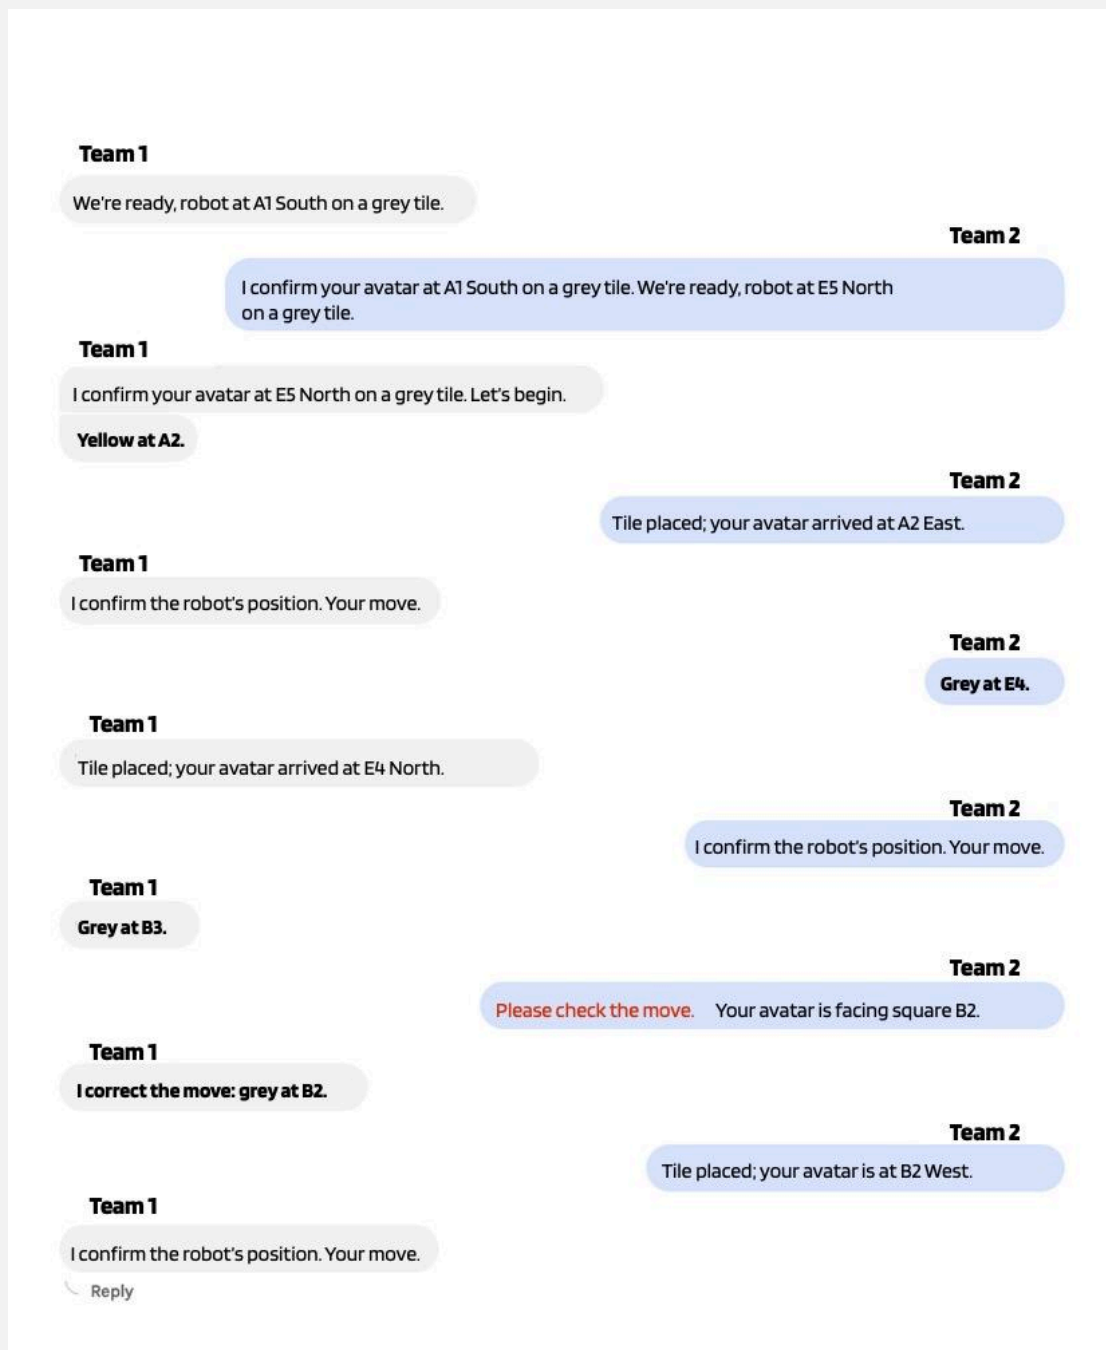 Team 1
We're ready, robot at A1 South on a grey tile.
Team 2
I confirm your avatar at A1 South on a grey tile. We're ready, robot at E5 North
on a grey tile.
Team 1
I confirm your avatar at E5 North on a grey tile. Let's begin.
Yellow at A2.
Team 2
Tile placed; your avatar arrived at A2 East.
Team 1
I confirm the robot's position. Your move.
Team 2
Grey at E4.
Team 1
Tile placed; your avatar arrived at E4 North.
Team 2
I confirm the robot's position. Your move.
Team 1
Grey at B3.
Team 2
Please check the move. Your avatar is facing square B2.
Team 1
I correct the move: grey at B2.
Team 2
Tile placed; your avatar is at B2 West.
Team 1
I confirm the robot's position. Your move.
Reply